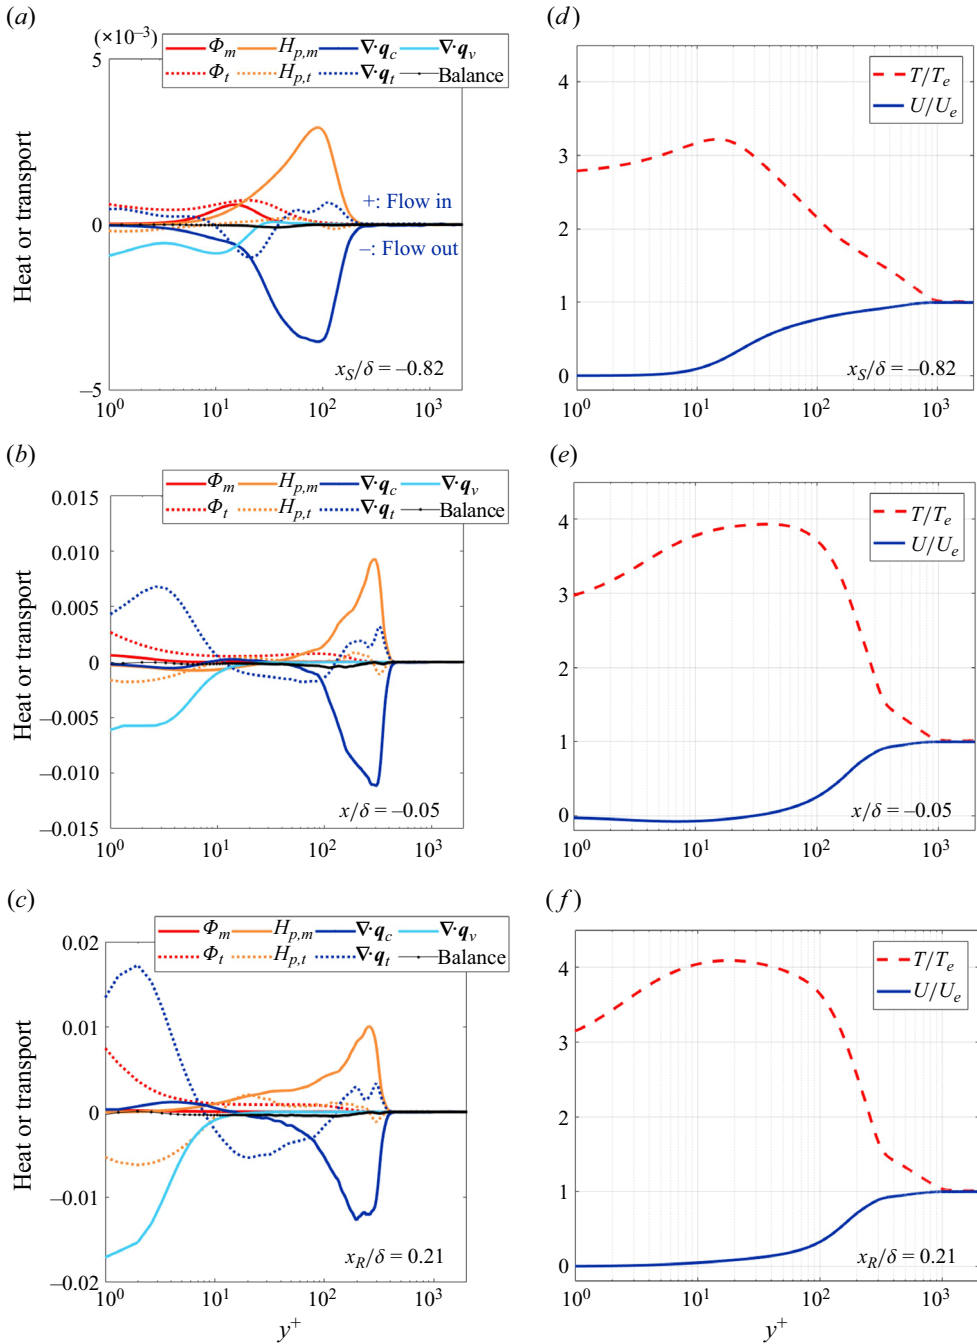 (a)
(×10⁻³)
Φm Hp,m ∇·qc ∇·qv
Φt Hp,t ∇·qt Balance
5
0
–5
Heat or transport
+: Flow in
–: Flow out
xS/δ = –0.82
10⁰ 10¹ 10² 10³
(d)
T/Te
U/Ue
4
3
2
1
0
xS/δ = –0.82
10⁰ 10¹ 10² 10³
(b)
Φm Hp,m ∇·qc ∇·qv
Φt Hp,t ∇·qt Balance
0.015
0.010
0.005
0
–0.005
–0.010
–0.015
Heat or transport
x/δ = –0.05
10⁰ 10¹ 10² 10³
(e)
T/Te
U/Ue
4
3
2
1
0
x/δ = –0.05
10⁰ 10¹ 10² 10³
(c)
Φm Hp,m ∇·qc ∇·qv
Φt Hp,t ∇·qt Balance
0.02
0.01
0
–0.01
–0.02
Heat or transport
xR/δ = 0.21
10⁰ 10¹ 10² 10³
y⁺
(f)
T/Te
U/Ue
4
3
2
1
0
xR/δ = 0.21
10⁰ 10¹ 10² 10³
y⁺